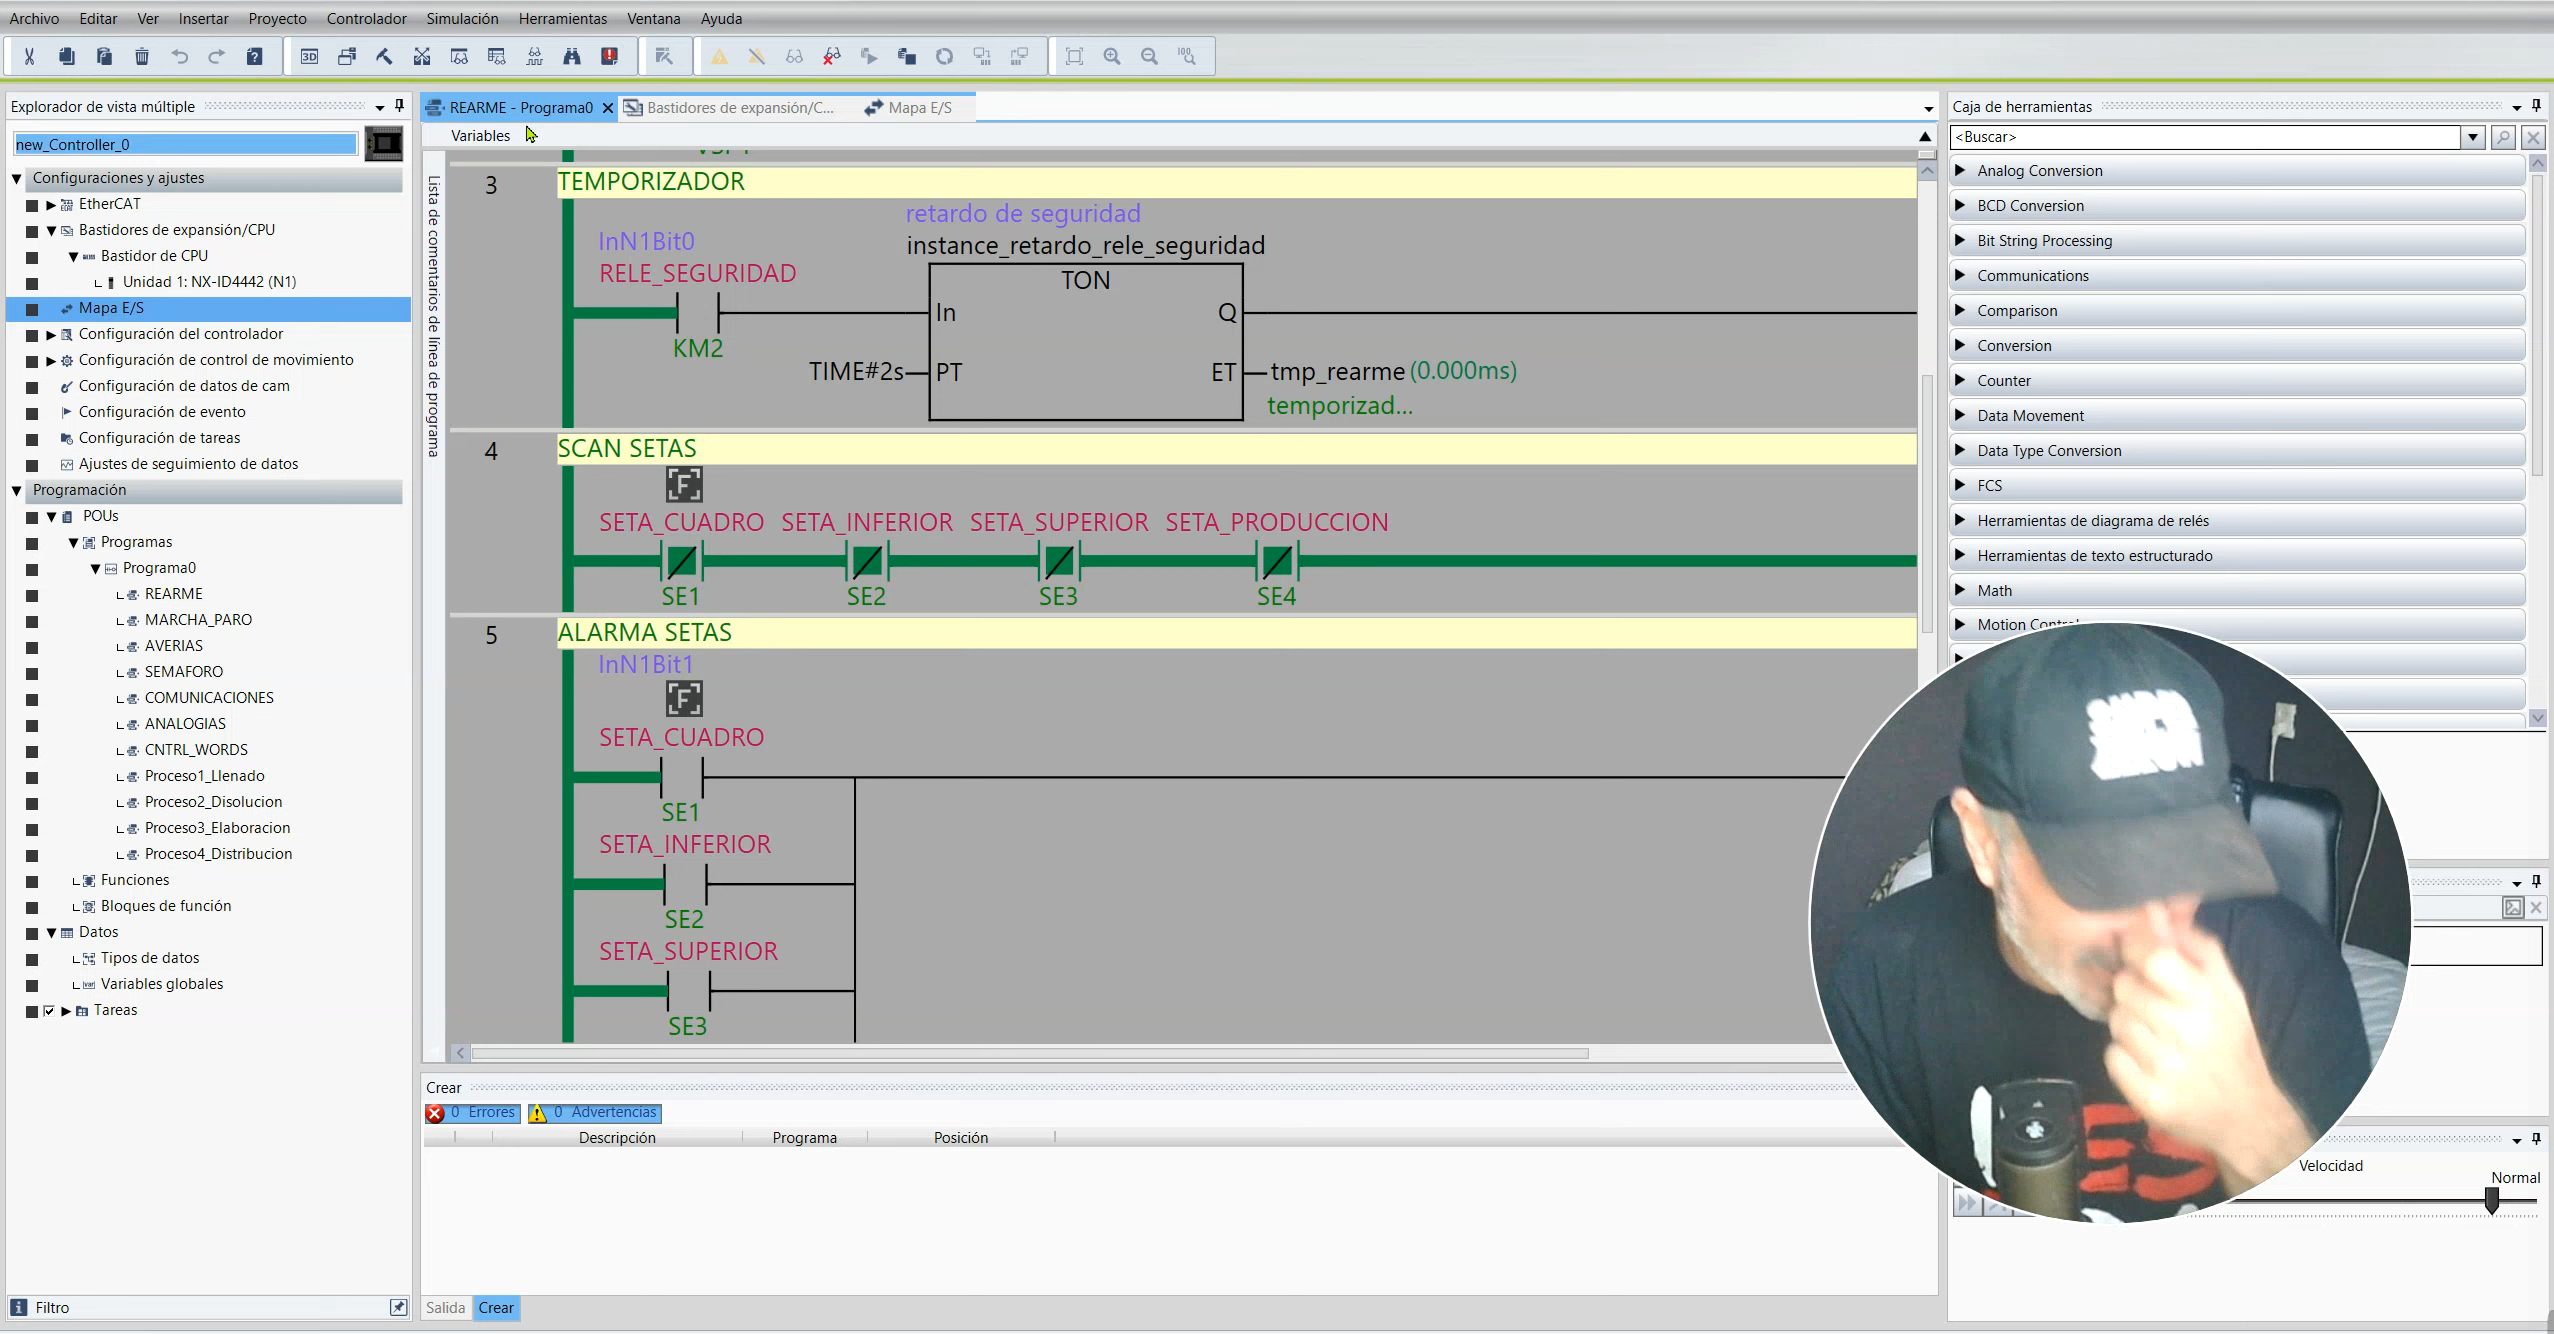 Archivo Editar Ver Insertar Proyecto Controlador Simulación Herramientas Ventana Ayuda
Explorador de vista múltiple
new_Controller_0
Configuraciones y ajustes
EtherCAT
Bastidores de expansión/CPU
Bastidor de CPU
Unidad 1: NX-ID4442 (N1)
Mapa E/S
Configuración del controlador
Configuración de control de movimiento
Configuración de datos de cam
Configuración de evento
Configuración de tareas
Ajustes de seguimiento de datos
Programación
POUs
Programas
Programa0
REARME
MARCHA_PARO
AVERIAS
SEMAFORO
COMUNICACIONES
ANALOGIAS
CNTRL_WORDS
Proceso1_Llenado
Proceso2_Disolucion
Proceso3_Elaboracion
Proceso4_Distribucion
Funciones
Bloques de función
Datos
Tipos de datos
Variables globales
Tareas
Filtro
REARME - Programa0 Bastidores de expansión/C... Mapa E/S
Variables
Lista de comentarios de línea de programa
3 TEMPORIZADOR
retardo de seguridad
InN1Bit0 instance_retardo_rele_seguridad
RELE_SEGURIDAD TON
In Q
KM2
TIME#2s PT ET tmp_rearme (0.000ms)
temporizad...
4 SCAN SETAS
F
SETA_CUADRO SETA_INFERIOR SETA_SUPERIOR SETA_PRODUCCION
SE1 SE2 SE3 SE4
5 ALARMA SETAS
InN1Bit1
F
SETA_CUADRO
SE1
SETA_INFERIOR
SE2
SETA_SUPERIOR
SE3
Crear
0 Errores 0 Advertencias
Descripción Programa Posición
Salida Crear
Caja de herramientas
<Buscar>
Analog Conversion
BCD Conversion
Bit String Processing
Communications
Comparison
Conversion
Counter
Data Movement
Data Type Conversion
FCS
Herramientas de diagrama de relés
Herramientas de texto estructurado
Math
Motion
Velocidad
Normal